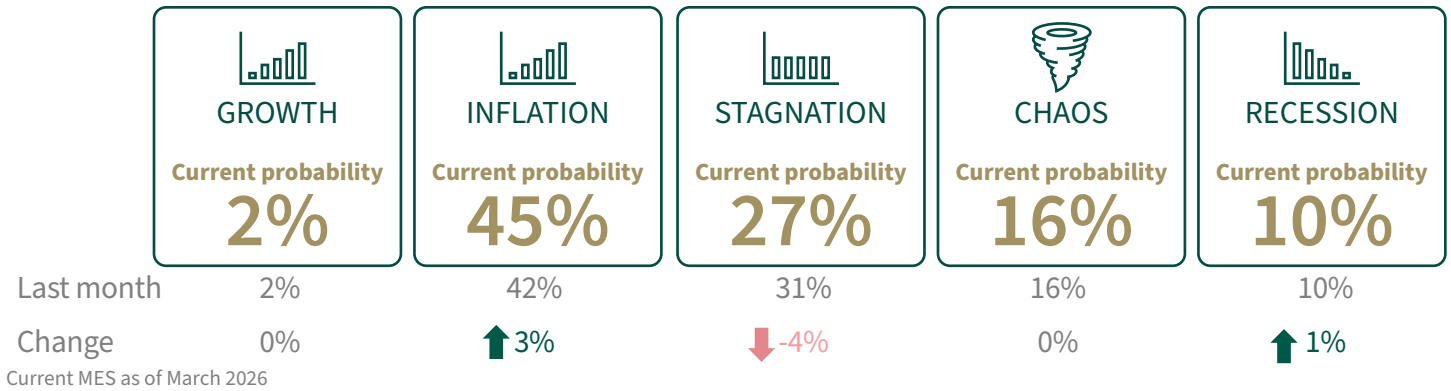 GROWTH INFLATION STAGNATION CHAOS RECESSION
Current probability Current probability Current probability Current probability Current probability
2% 45% 27% 16% 10%
Last month 2% 42% 31% 16% 10%
Change 0% 3% -4% 0% 1%
Current MES as of March 2026